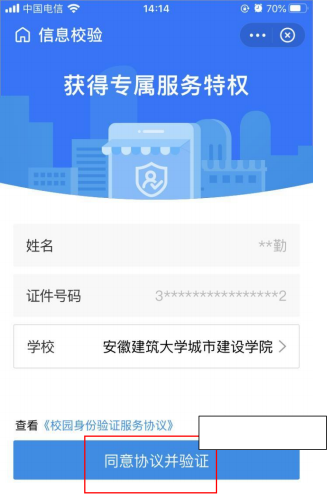 中国电信 14:14 70%
信息校验
获得专属服务特权
姓名 **勤
证件号码 3****************2
学校 安徽建筑大学城市建设学院
查看《校园身份验证服务协议》
同意协议并验证